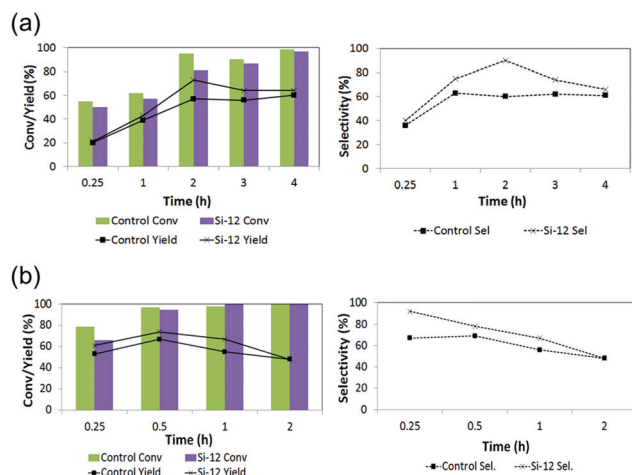 (a)
Conv/Yield (%)
100
80
60
40
20
0
0.25 1 2 3 4
Time (h)
Control Conv Si-12 Conv
Control Yield Si-12 Yield
Selectivity (%)
100
80
60
40
20
0
0.25 1 2 3 4
Time (h)
Control Sel Si-12 Sel
(b)
Conv/Yield (%)
100
80
60
40
20
0
0.25 0.5 1 2
Time (h)
Control Conv Si-12 Conv
Control Yield Si-12 Yield
Selectivity (%)
100
80
60
40
20
0
0.25 0.5 1 2
Time (h)
Control Sel. Si-12 Sel.